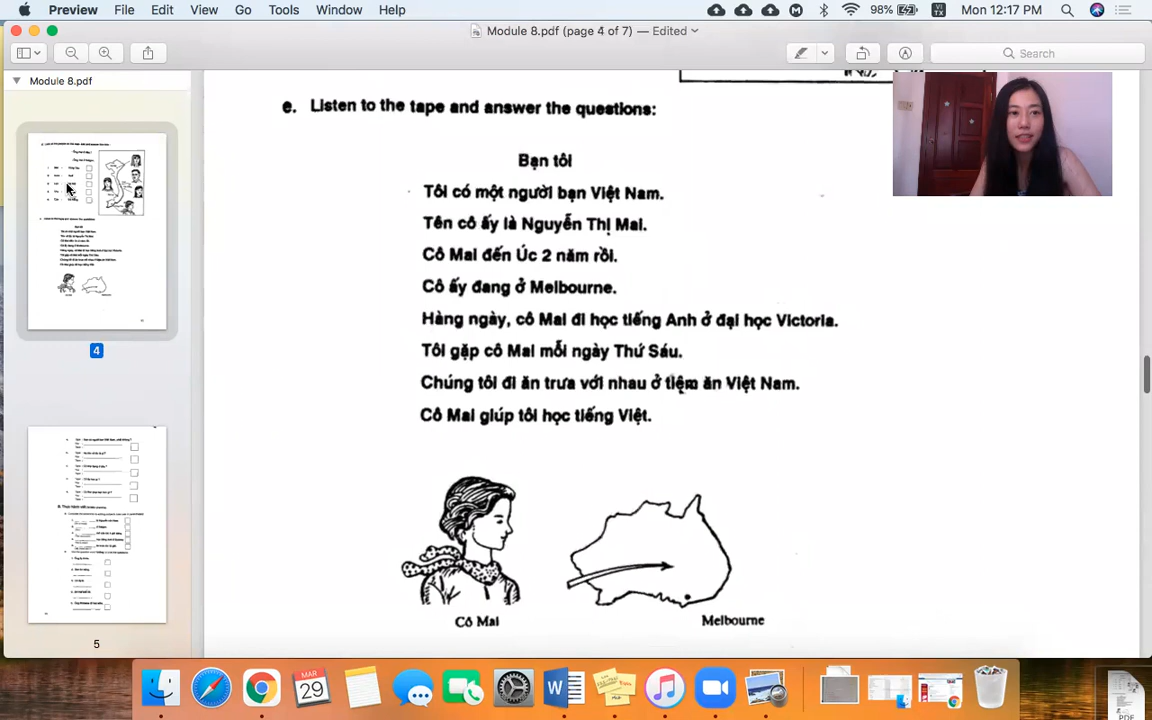 Preview File Edit View Go Tools Window Help 98% VI TX Mon 12:17 PM
Module 8.pdf (page 4 of 7) — Edited
Search
Module 8.pdf
4
5
e. Listen to the tape and answer the questions:
Bạn tôi
Tôi có một người bạn Việt Nam.
Tên cô ấy là Nguyễn Thị Mai.
Cô Mai đến Úc 2 năm rồi.
Cô ấy đang ở Melbourne.
Hàng ngày, cô Mai đi học tiếng Anh ở đại học Victoria.
Tôi gặp cô Mai mỗi ngày Thứ Sáu.
Chúng tôi đi ăn trưa với nhau ở tiệm ăn Việt Nam.
Cô Mai giúp tôi học tiếng Việt.
Cô Mai
Melbourne
MAR
29
PDF